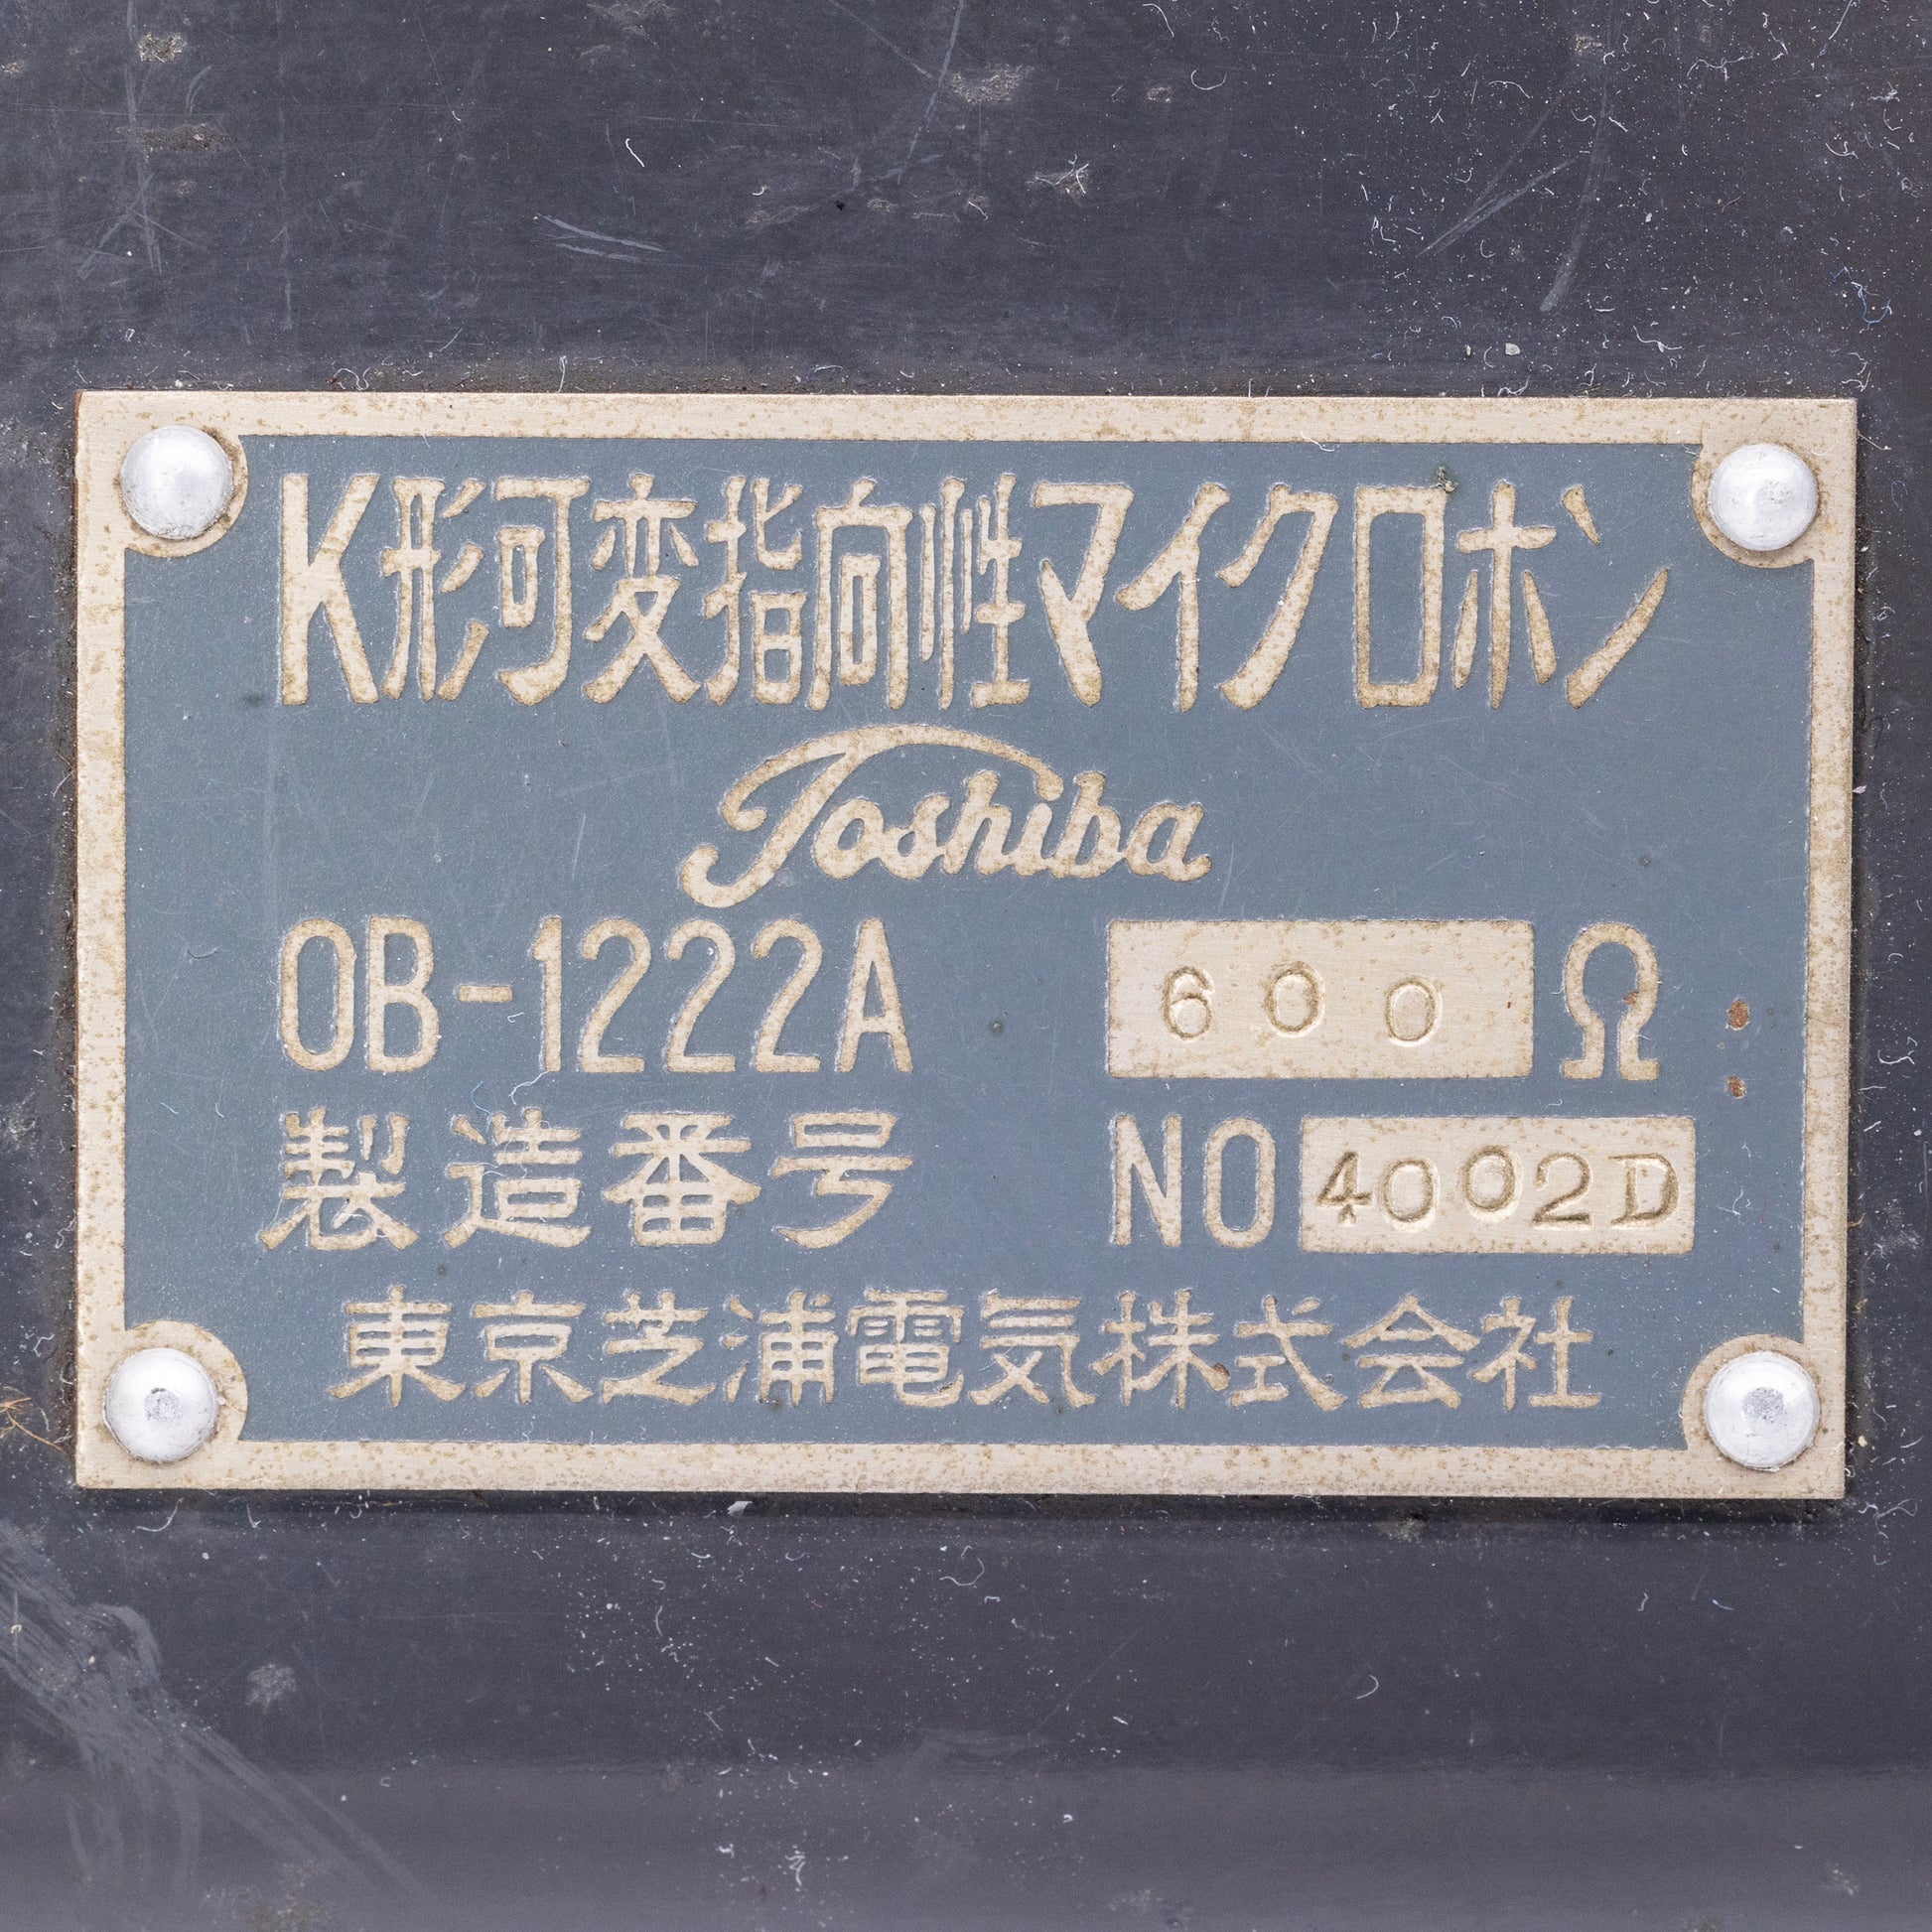 K形可変指向性マイクロホン
Toshiba
OB-1222A 600 Ω
製造番号 NO 4002D
東京芝浦電気株式会社